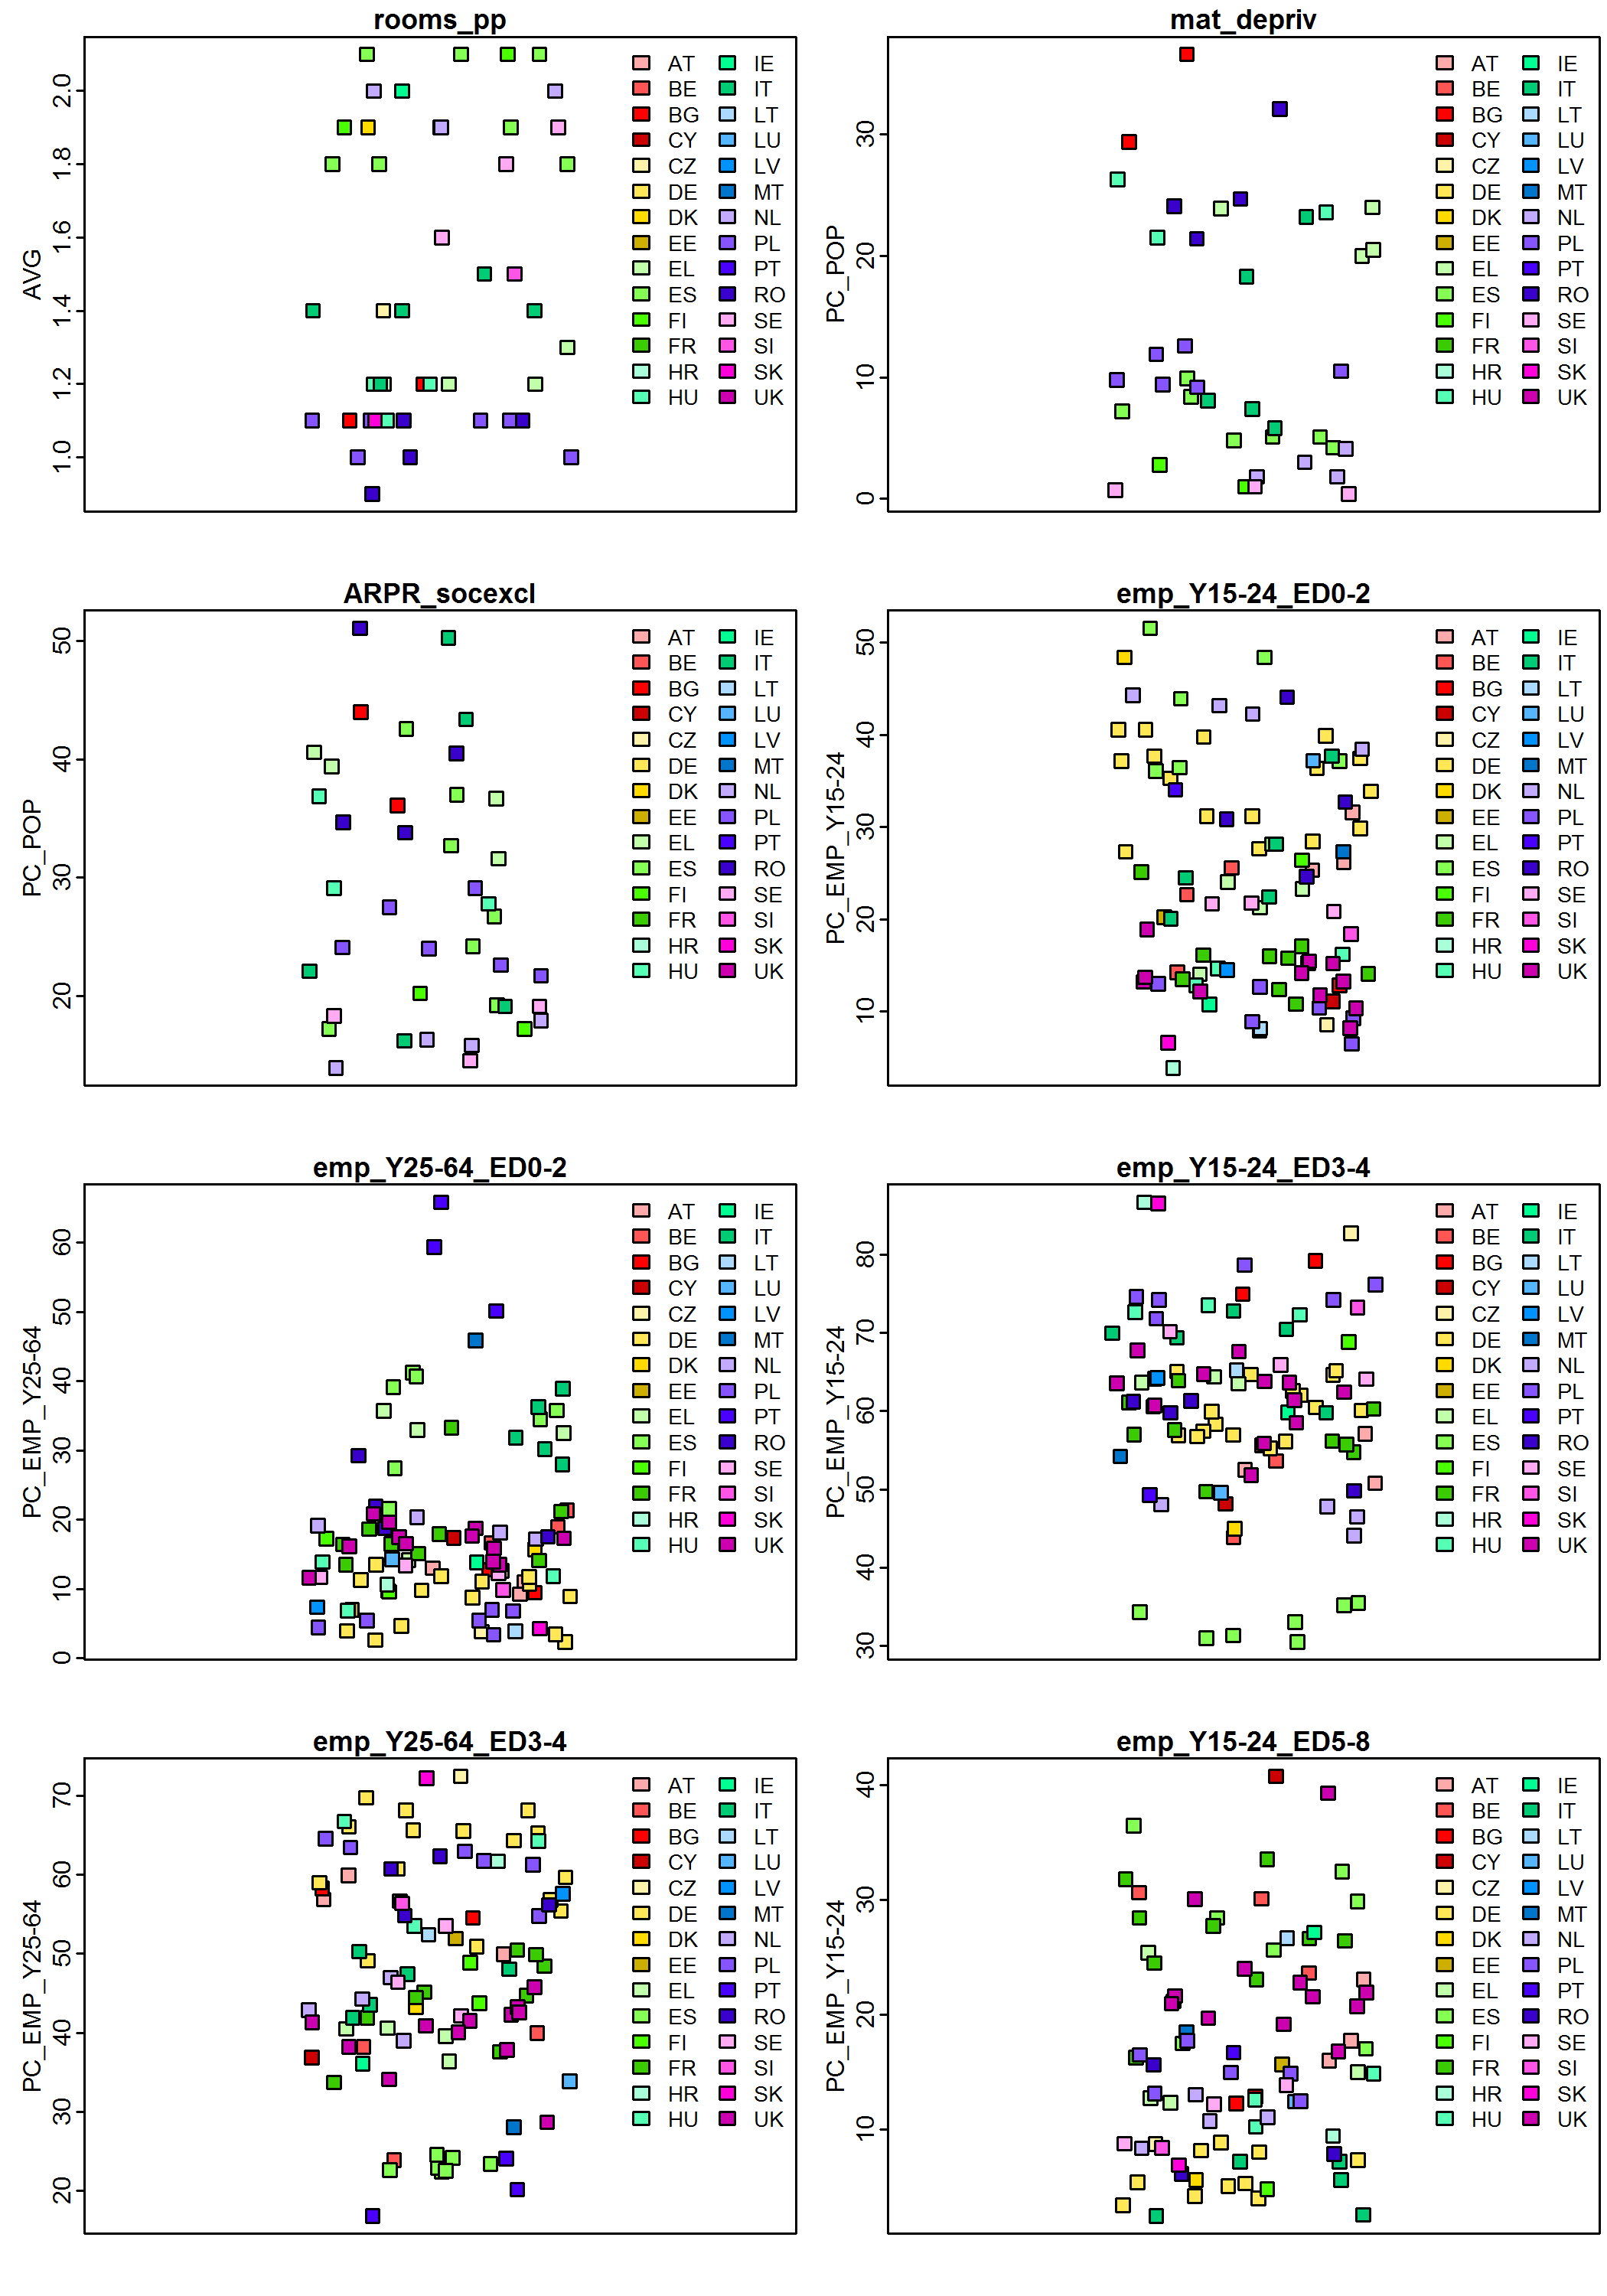 rooms_pp
AVG
1.0 1.2 1.4 1.6 1.8 2.0
AT IE
BE IT
BG LT
CY LU
CZ LV
DE MT
DK NL
EE PL
EL PT
ES RO
FI SE
FR SI
HR SK
HU UK
mat_depriv
PC_POP
0 10 20 30
AT IE
BE IT
BG LT
CY LU
CZ LV
DE MT
DK NL
EE PL
EL PT
ES RO
FI SE
FR SI
HR SK
HU UK
ARPR_socexcl
PC_POP
20 30 40 50
AT IE
BE IT
BG LT
CY LU
CZ LV
DE MT
DK NL
EE PL
EL PT
ES RO
FI SE
FR SI
HR SK
HU UK
emp_Y15-24_ED0-2
PC_EMP_Y15-24
10 20 30 40 50
AT IE
BE IT
BG LT
CY LU
CZ LV
DE MT
DK NL
EE PL
EL PT
ES RO
FI SE
FR SI
HR SK
HU UK
emp_Y25-64_ED0-2
PC_EMP_Y25-64
0 10 20 30 40 50 60
AT IE
BE IT
BG LT
CY LU
CZ LV
DE MT
DK NL
EE PL
EL PT
ES RO
FI SE
FR SI
HR SK
HU UK
emp_Y15-24_ED3-4
PC_EMP_Y15-24
30 40 50 60 70 80
AT IE
BE IT
BG LT
CY LU
CZ LV
DE MT
DK NL
EE PL
EL PT
ES RO
FI SE
FR SI
HR SK
HU UK
emp_Y25-64_ED3-4
PC_EMP_Y25-64
20 30 40 50 60 70
AT IE
BE IT
BG LT
CY LU
CZ LV
DE MT
DK NL
EE PL
EL PT
ES RO
FI SE
FR SI
HR SK
HU UK
emp_Y15-24_ED5-8
PC_EMP_Y15-24
10 20 30 40
AT IE
BE IT
BG LT
CY LU
CZ LV
DE MT
DK NL
EE PL
EL PT
ES RO
FI SE
FR SI
HR SK
HU UK